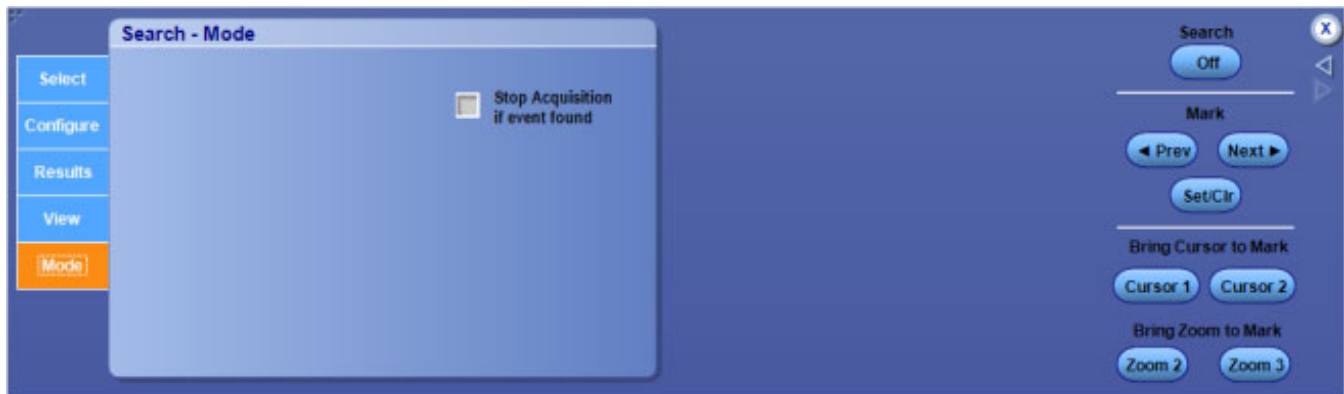 Search - Mode
Select
Configure
Results
View
Mode
Stop Acquisition
if event found
Search
Off
X
Mark
◄ Prev Next ►
Set/Clr
Bring Cursor to Mark
Cursor 1 Cursor 2
Bring Zoom to Mark
Zoom 2 Zoom 3